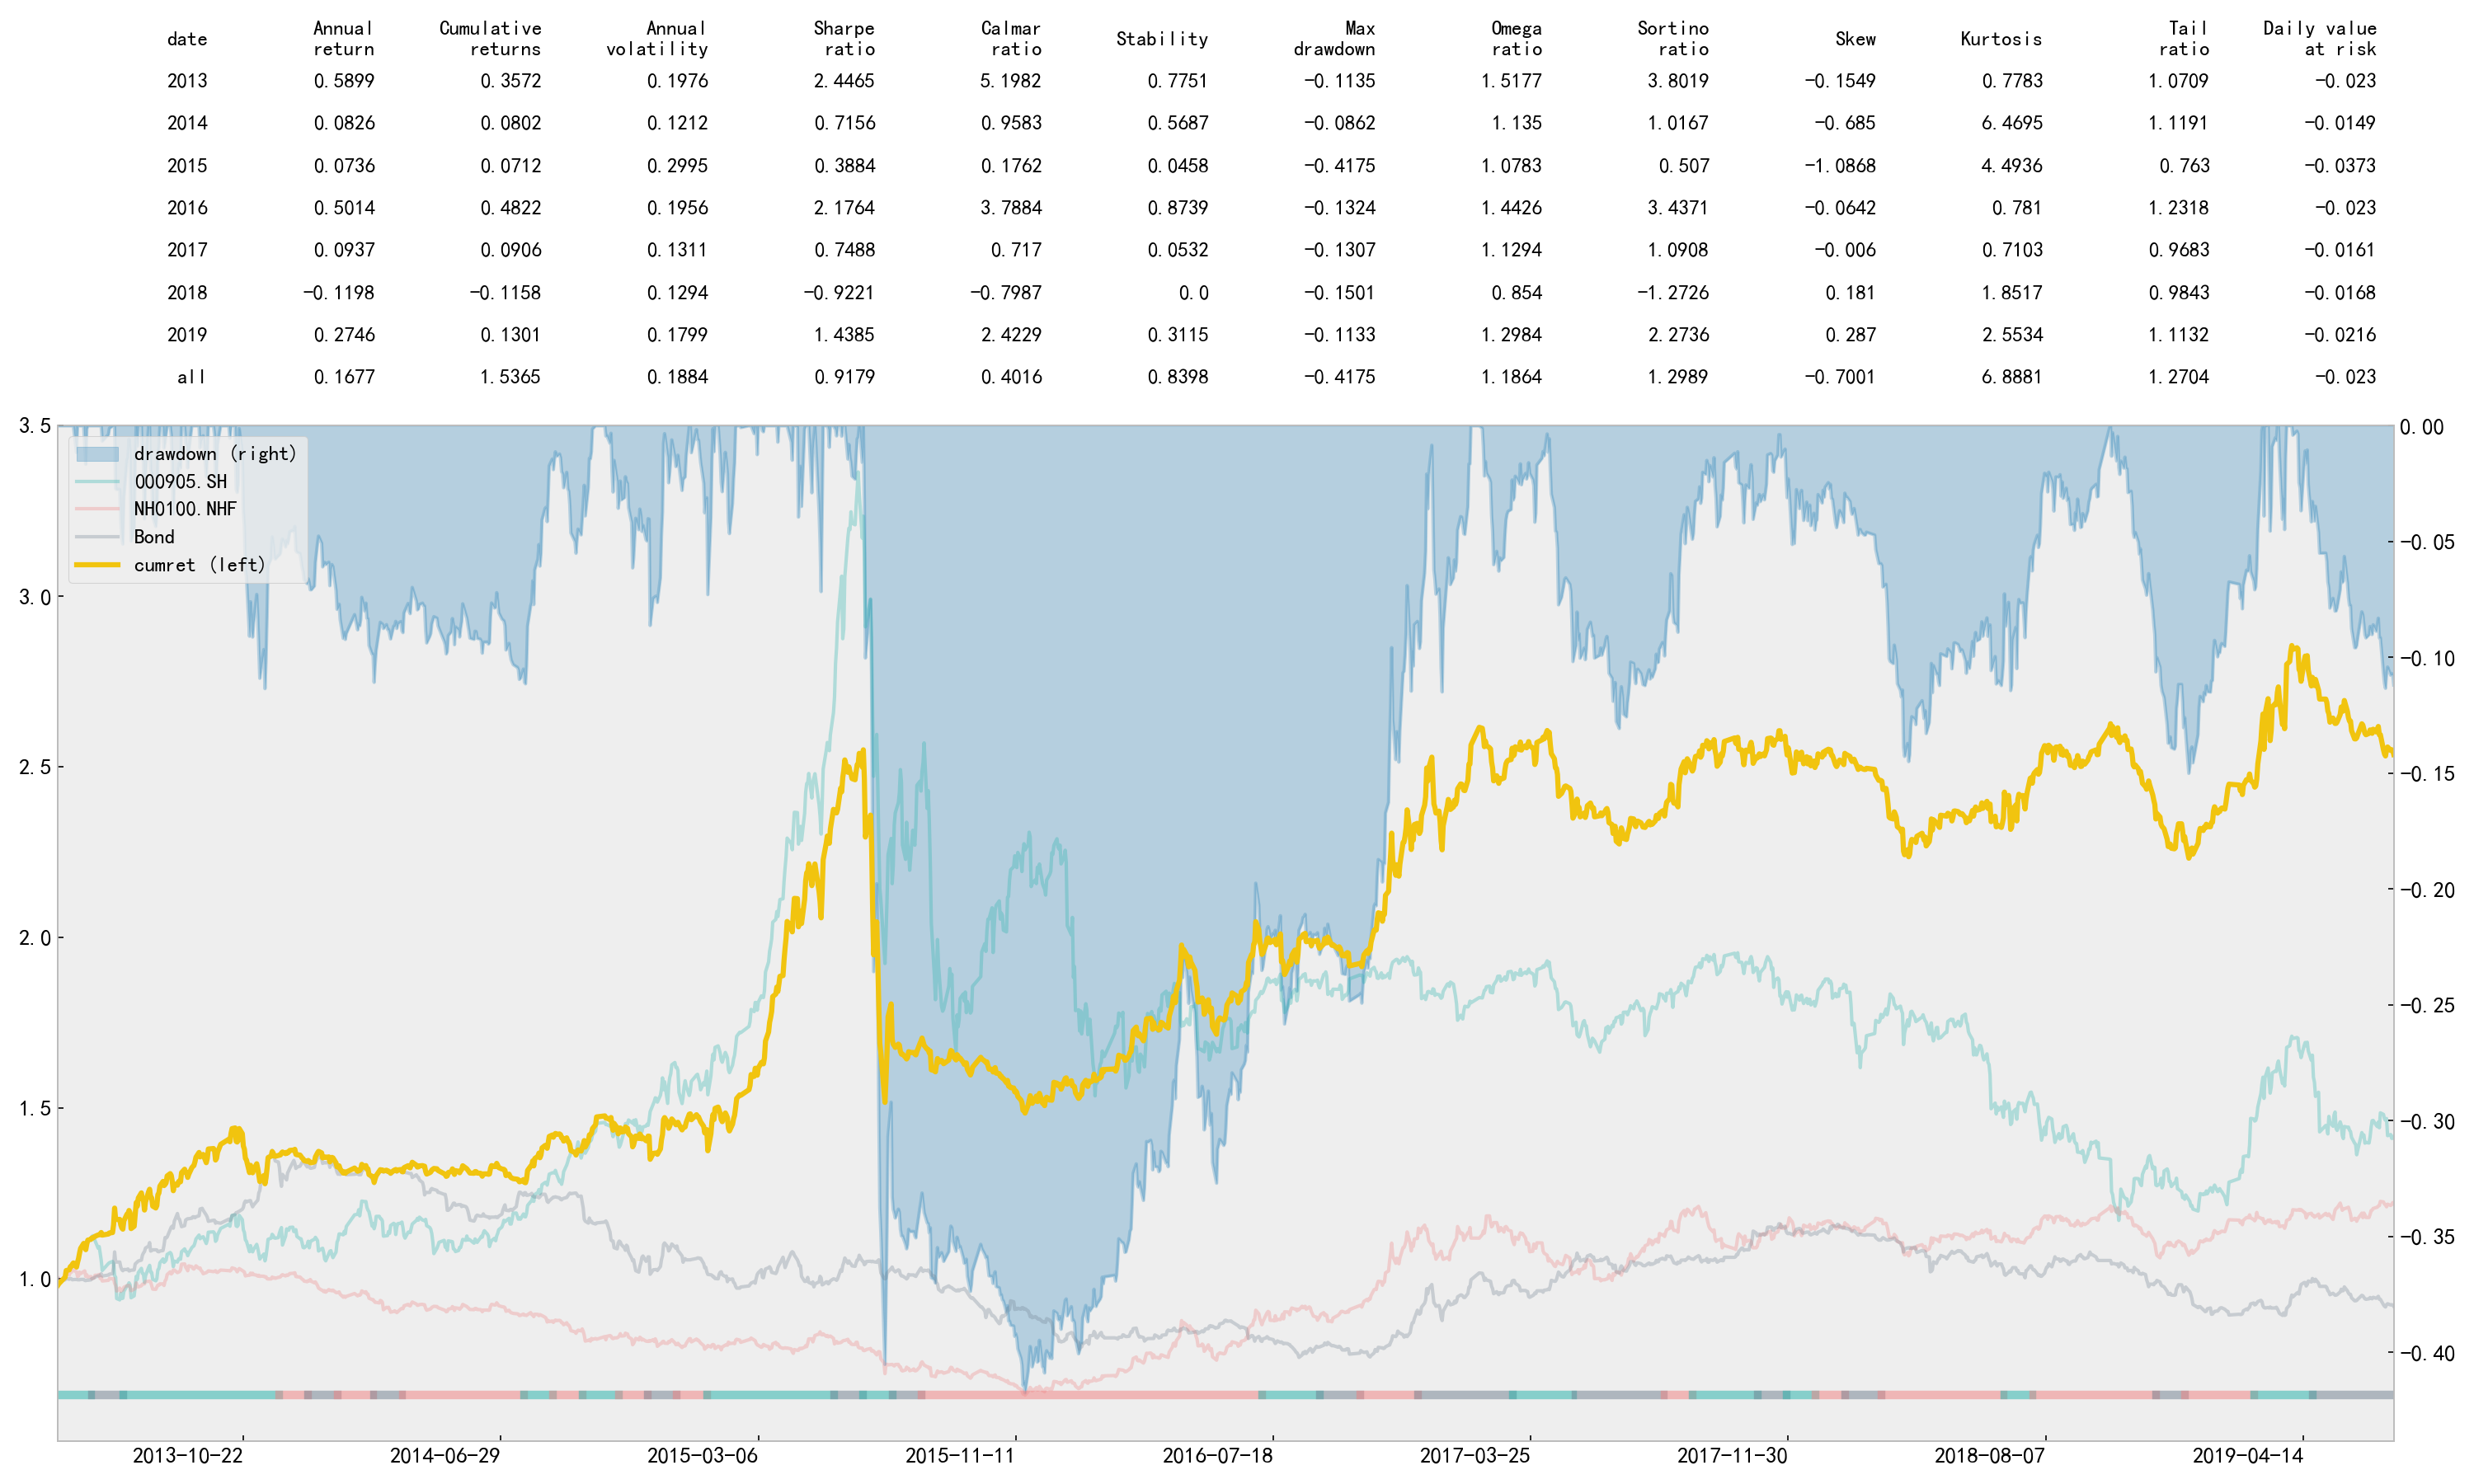 date Annual return Cumulative returns Annual volatility Sharpe ratio Calmar ratio Stability Max drawdown Omega ratio Sortino ratio Skew Kurtosis Tail ratio Daily value at risk
2013 0.5899 0.3572 0.1976 2.4465 5.1982 0.7751 -0.1135 1.5177 3.8019 -0.1549 0.7783 1.0709 -0.023
2014 0.0826 0.0802 0.1212 0.7156 0.9583 0.5687 -0.0862 1.135 1.0167 -0.685 6.4695 1.1191 -0.0149
2015 0.0736 0.0712 0.2995 0.3884 0.1762 0.0458 -0.4175 1.0783 0.507 -1.0868 4.4936 0.763 -0.0373
2016 0.5014 0.4822 0.1956 2.1764 3.7884 0.8739 -0.1324 1.4426 3.4371 -0.0642 0.781 1.2318 -0.023
2017 0.0937 0.0906 0.1311 0.7488 0.717 0.0532 -0.1307 1.1294 1.0908 -0.006 0.7103 0.9683 -0.0161
2018 -0.1198 -0.1158 0.1294 -0.9221 -0.7987 0.0 -0.1501 0.854 -1.2726 0.181 1.8517 0.9843 -0.0168
2019 0.2746 0.1301 0.1799 1.4385 2.4229 0.3115 -0.1133 1.2984 2.2736 0.287 2.5534 1.1132 -0.0216
all 0.1677 1.5365 0.1884 0.9179 0.4016 0.8398 -0.4175 1.1864 1.2989 -0.7001 6.8881 1.2704 -0.023
3.5
3.0
2.5
2.0
1.5
1.0
drawdown (right)
000905.SH
NH0100.NHF
Bond
cumret (left)
0.00
-0.05
-0.10
-0.15
-0.20
-0.25
-0.30
-0.35
-0.40
2013-10-22 2014-06-29 2015-03-06 2015-11-11 2016-07-18 2017-03-25 2017-11-30 2018-08-07 2019-04-14